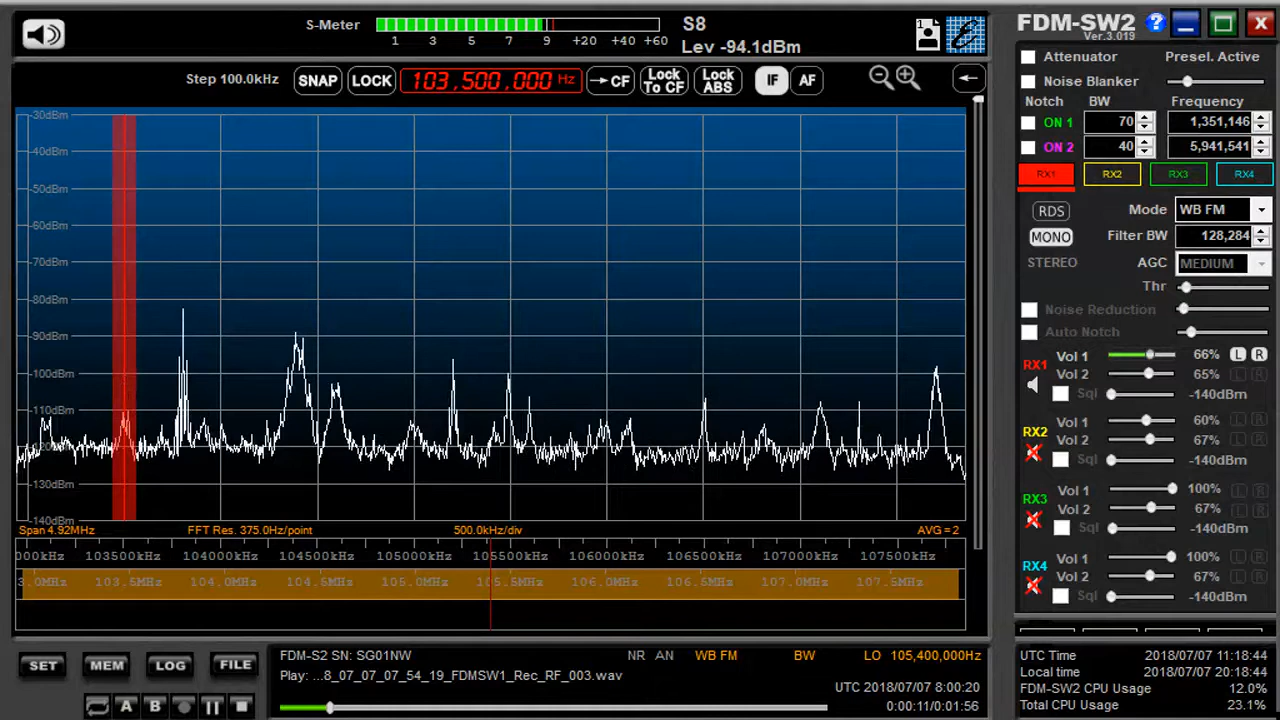 S-Meter
1 3 5 7 9 +20 +40 +60
S8
Lev -94.1dBm
1
FDM-SW2
Ver.3.019
Step 100.0kHz
SNAP
LOCK
103,500,000 Hz
→CF
Lock To CF
Lock ABS
IF
AF
-30dBm
-40dBm
-50dBm
-60dBm
-70dBm
-80dBm
-90dBm
-100dBm
-110dBm
-120dBm
-130dBm
-140dBm
Span 4.92MHz FFT Res. 375.0Hz/point 500.0kHz/div AVG = 2
000kHz 103500kHz 104000kHz 104500kHz 105000kHz 105500kHz 106000kHz 106500kHz 107000kHz 107500kHz
3.0MHz 103.5MHz 104.0MHz 104.5MHz 105.0MHz 105.5MHz 106.0MHz 106.5MHz 107.0MHz 107.5MHz
SET MEM LOG FILE
A B
FDM-S2 SN: SG01NW NR AN WB FM BW LO 105,400,000Hz
Play: ...8_07_07_07_54_19_FDMSW1_Rec_RF_003.wav
UTC 2018/07/07 8:00:20
0:00:11/0:01:56
? X
Attenuator Presel. Active
Noise Blanker
Notch BW Frequency
ON 1 70 1,351,146
ON 2 40 5,941,541
RX1 RX2 RX3 RX4
RDS Mode WB FM
MONO Filter BW 128,284
STEREO AGC MEDIUM
Thr
Noise Reduction
Auto Notch
RX1 Vol 1 66% L R
Vol 2 65% L R
Sql -140dBm
RX2 Vol 1 60% L R
Vol 2 67% L R
Sql -140dBm
RX3 Vol 1 100% L R
Vol 2 67% L R
Sql -140dBm
RX4 Vol 1 100% L R
Vol 2 67% L R
Sql -140dBm
UTC Time 2018/07/07 11:18:44
Local time 2018/07/07 20:18:44
FDM-SW2 CPU Usage 12.0%
Total CPU Usage 23.1%